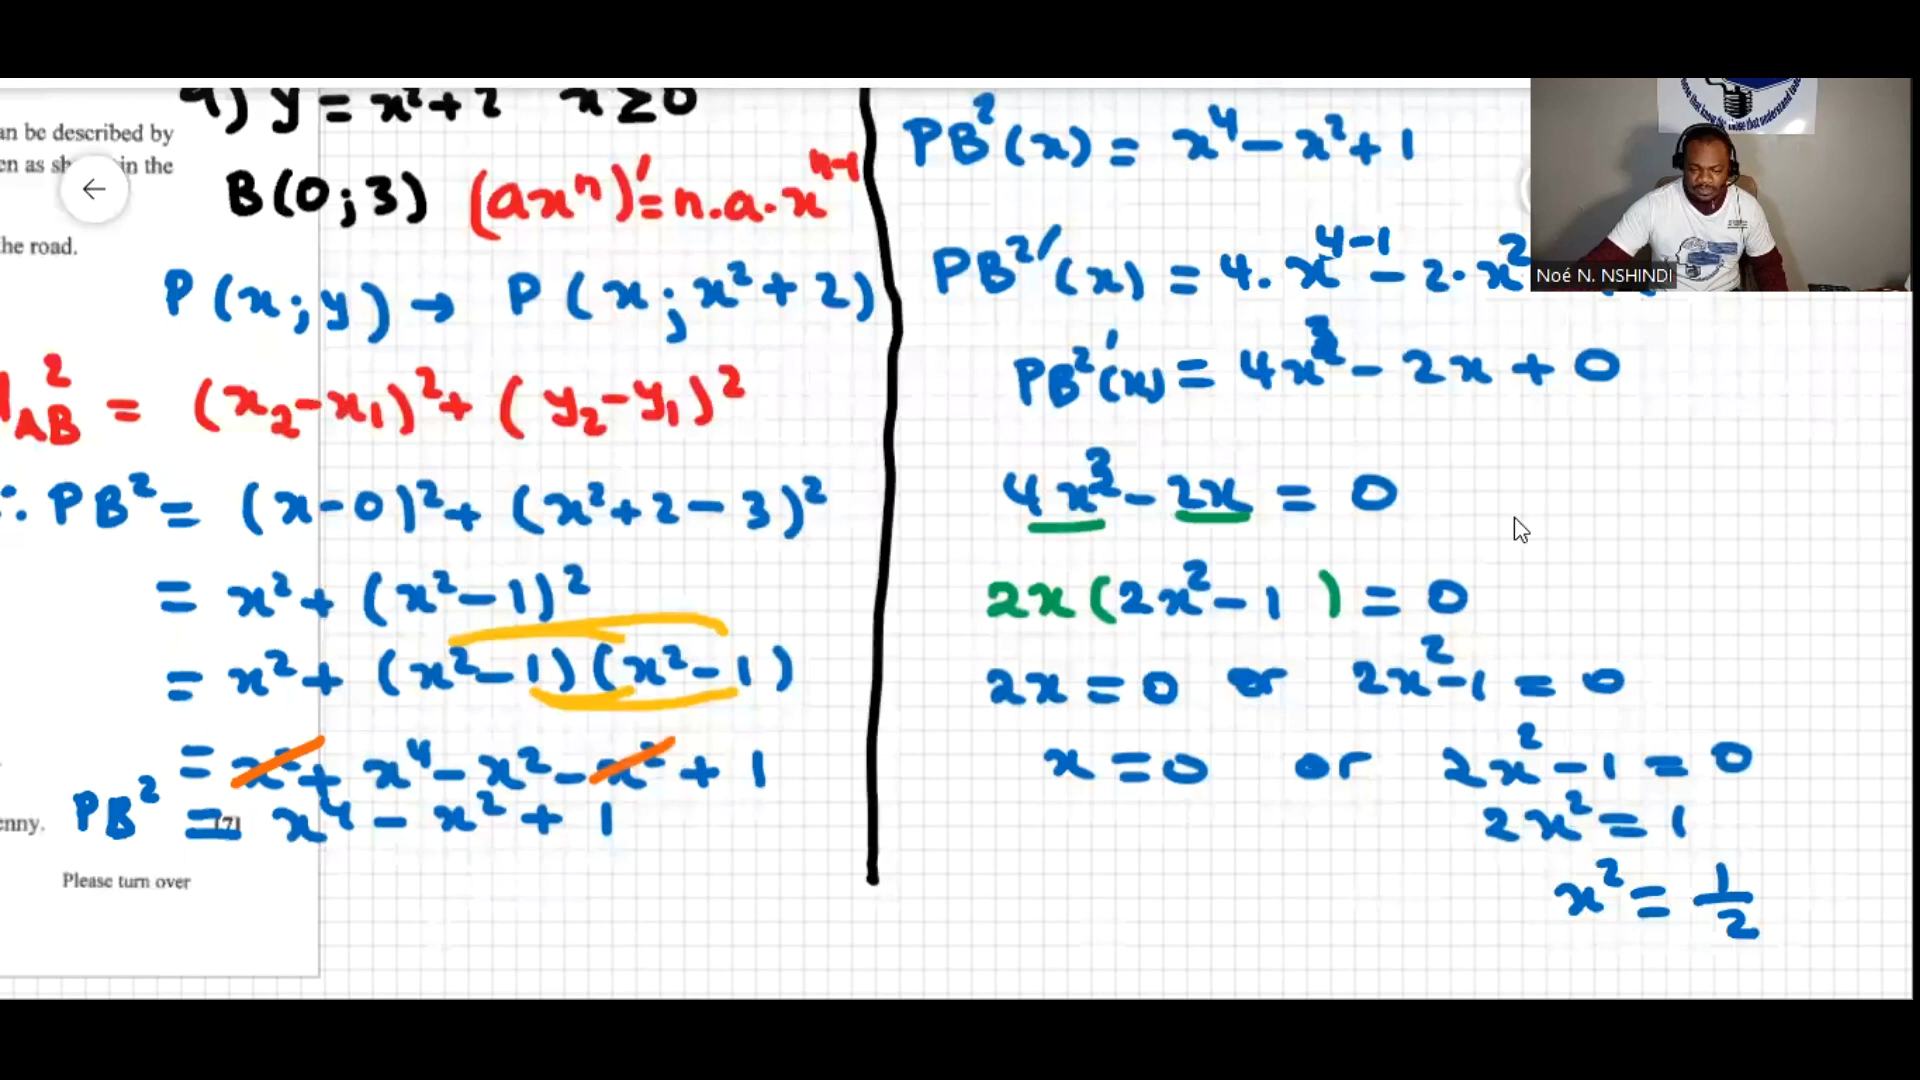 an be described by
en as sh in the
he road.
enny.
[7]
Please turn over
9) y = x² + 2 x ≥ 0
B(0;3) (axⁿ)' = n.a.xⁿ⁻¹
P(x;y) → P(x;x²+2)
d²AB = (x₂-x₁)² + (y₂-y₁)²
∴ PB² = (x-0)² + (x²+2-3)²
= x² + (x²-1)²
= x² + (x²-1)(x²-1)
= x² + x⁴ - x² - x² + 1
PB² = x⁴ - x² + 1
PB²(x) = x⁴ - x² + 1
PB²'(x) = 4.x⁴⁻¹ - 2.x²
PB²'(x) = 4x³ - 2x + 0
4x³ - 2x = 0
2x(2x²-1) = 0
2x = 0 or 2x²-1 = 0
x = 0 or 2x²-1 = 0
2x² = 1
x² = 1/2
Noé N. NSHINDI